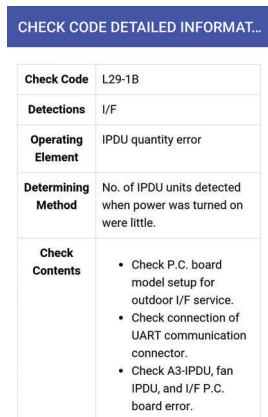 CHECK CODE DETAILED INFORMAT...
Check Code L29-1B
Detections I/F
Operating IPDU quantity error
Element
Determining No. of IPDU units detected
Method when power was turned on
were little.
Check
Contents
• Check P.C. board
model setup for
outdoor I/F service.
• Check connection of
UART communication
connector.
• Check A3-IPDU, fan
IPDU, and I/F P.C.
board error.